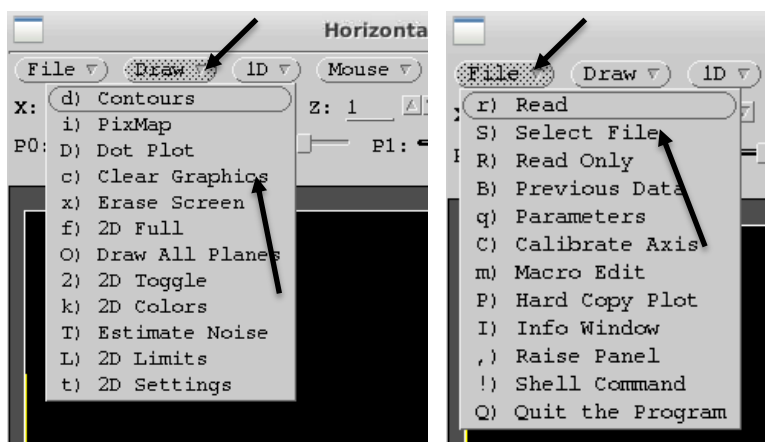 Horizonta
File Draw 1D Mouse
X: Z: 1
P0: P1:
d) Contours
i) PixMap
D) Dot Plot
c) Clear Graphics
x) Erase Screen
f) 2D Full
O) Draw All Planes
2) 2D Toggle
k) 2D Colors
T) Estimate Noise
L) 2D Limits
t) 2D Settings
File Draw 1D
r) Read
S) Select File
R) Read Only
B) Previous Data
q) Parameters
C) Calibrate Axis
m) Macro Edit
P) Hard Copy Plot
I) Info Window
,) Raise Panel
!) Shell Command
Q) Quit the Program